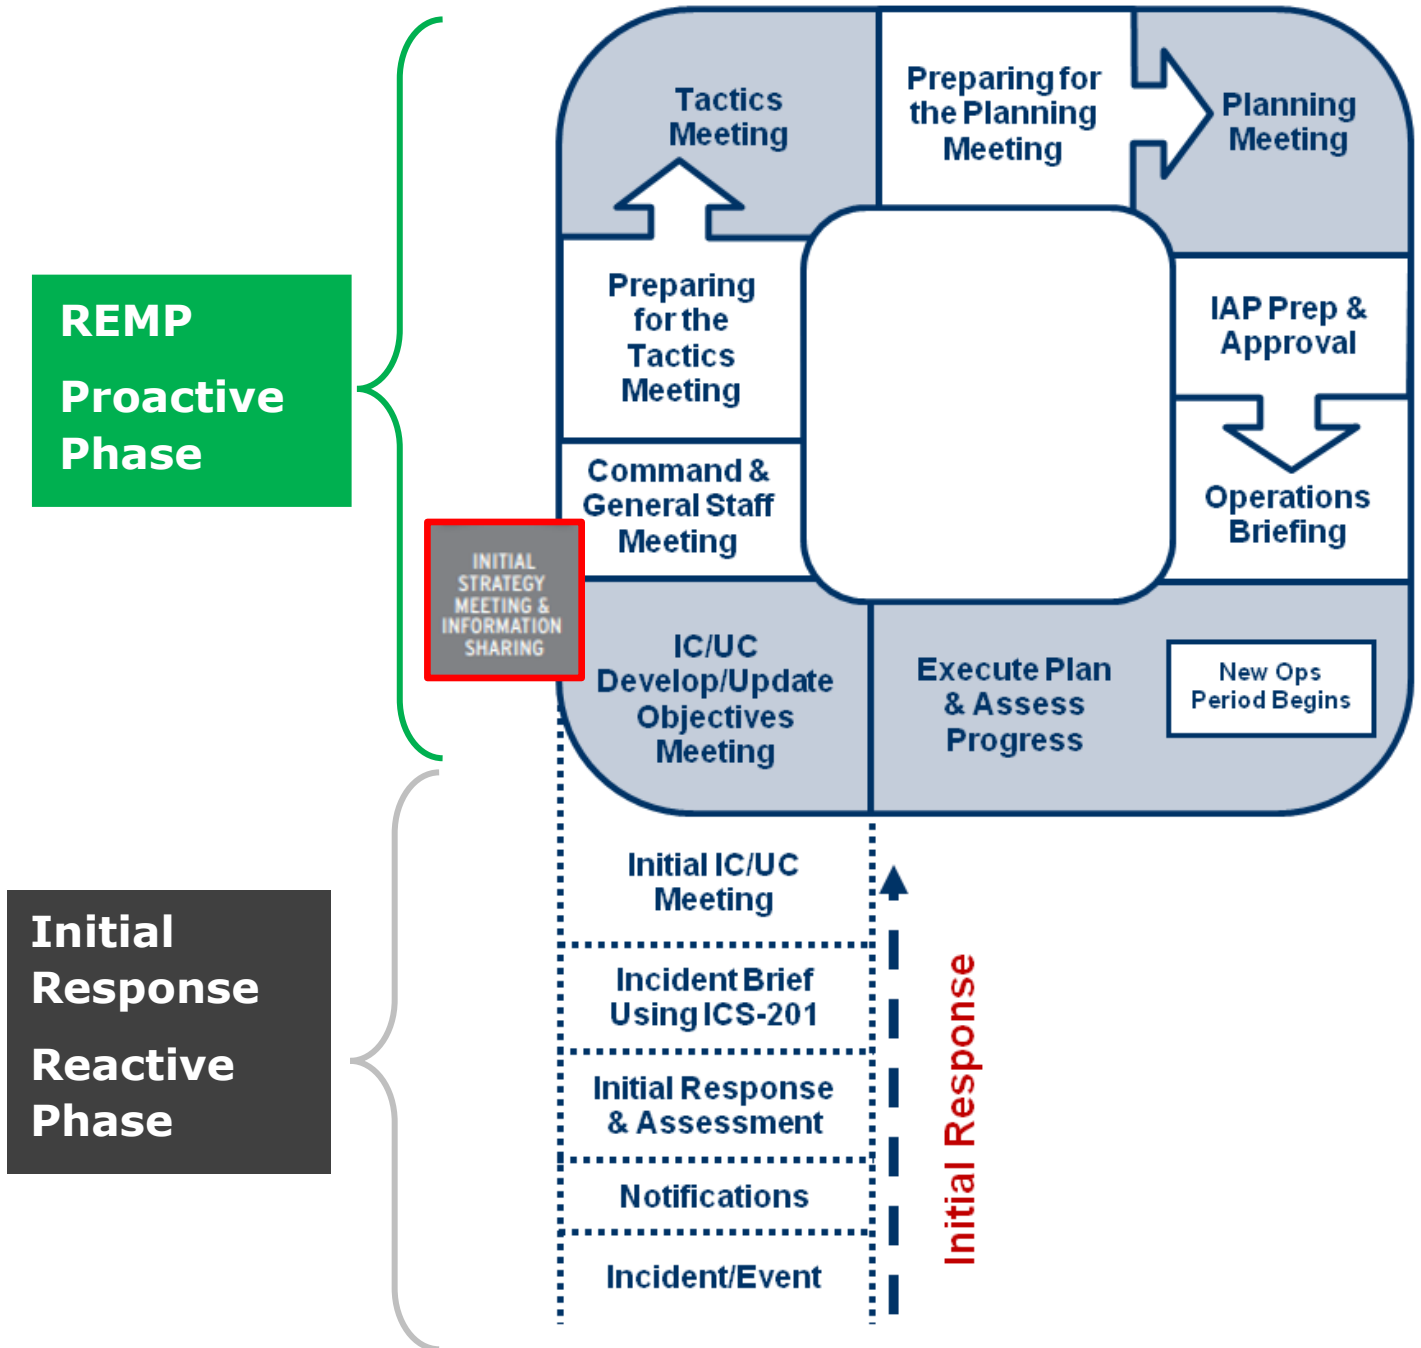 Tactics
Meeting
Preparing for
the Planning
Meeting
Planning
Meeting
Preparing
for the
Tactics
Meeting
IAP Prep &
Approval
REMP
Proactive
Phase
Command &
General Staff
Meeting
Operations
Briefing
INITIAL
STRATEGY
MEETING &
INFORMATION
SHARING
IC/UC
Develop/Update
Objectives
Meeting
Execute Plan
& Assess
Progress
New Ops
Period Begins
Initial IC/UC
Meeting
Initial
Response
Reactive
Phase
Incident Brief
Using ICS-201
Initial Response
& Assessment
Notifications
Incident/Event
Initial Response